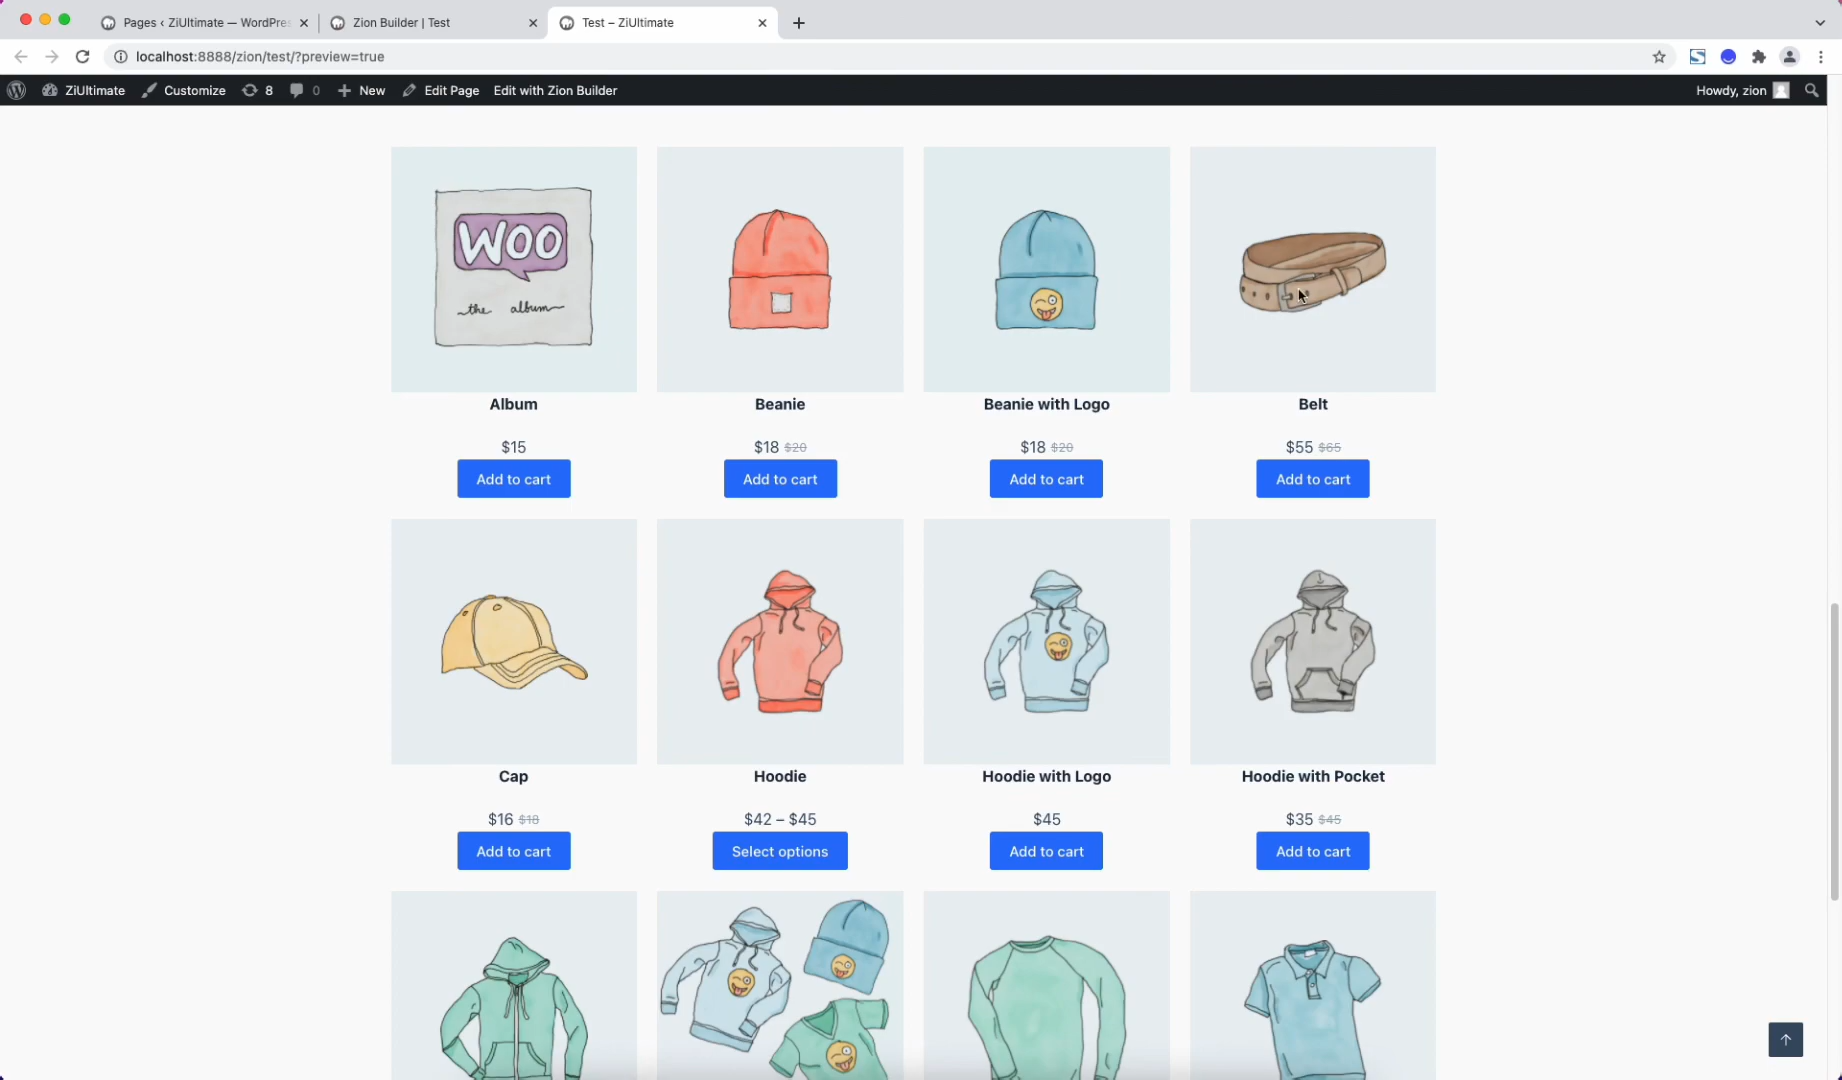 Pages ‹ ZiUltimate — WordPres
Zion Builder | Test
Test – ZiUltimate
localhost:8888/zion/test/?preview=true
ZiUltimate Customize 8 0 New Edit Page Edit with Zion Builder Howdy, zion
WOO
the album
Album Beanie Beanie with Logo Belt
$15 $18 $20 $18 $20 $55 $65
Add to cart Add to cart Add to cart Add to cart
Cap Hoodie Hoodie with Logo Hoodie with Pocket
$16 $18 $42 – $45 $45 $35 $45
Add to cart Select options Add to cart Add to cart